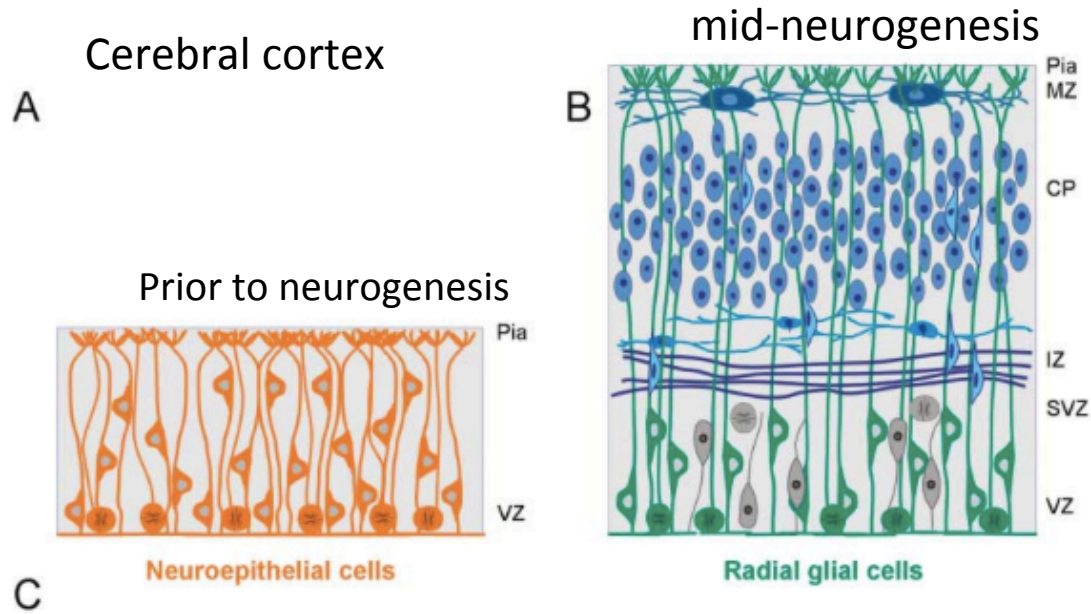 Cerebral cortex
A
Prior to neurogenesis
Pia
VZ
Neuroepithelial cells
mid-neurogenesis
B
Pia
MZ
CP
IZ
SVZ
VZ
Radial glial cells
C